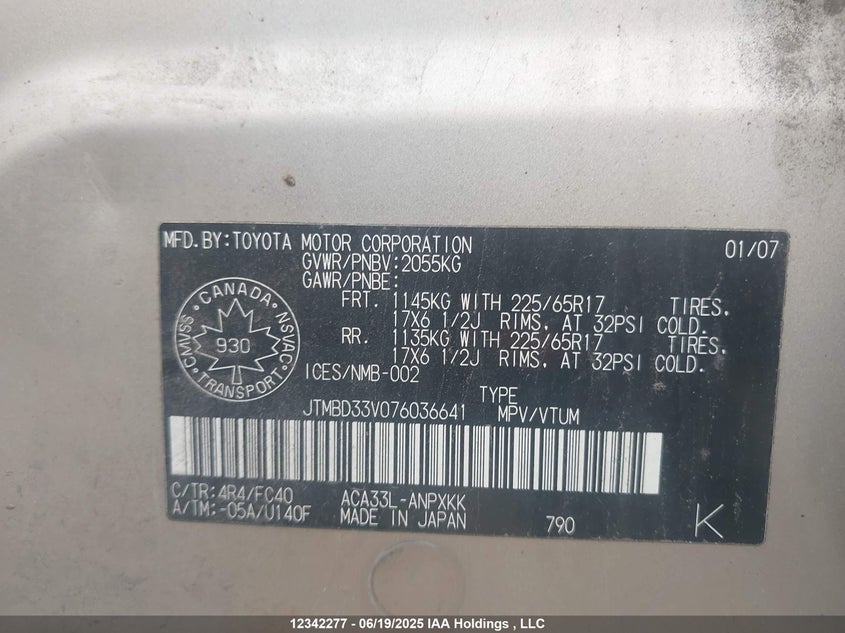 MFD.BY:TOYOTA MOTOR CORPORATION 01/07
GVWR/PNBV:2055KG
GAWR/PNBE:
FRT. 1145KG WITH 225/65R17 TIRES.
17X6 1/2J RIMS. AT 32PSI COLD.
RR. 1135KG WITH 225/65R17 TIRES.
17X6 1/2J RIMS. AT 32PSI COLD.
ICES/NMB-002
CANADA
CMVSS 930 NSVAC
TRANSPORT
TYPE
JTMBD33V076036641 MPV/VTUM
C/TR:4R4/FC40 ACA33L-ANPXKK
A/TM:-05A/U140F MADE IN JAPAN 790 K
12342277 - 06/19/2025 IAA Holdings , LLC